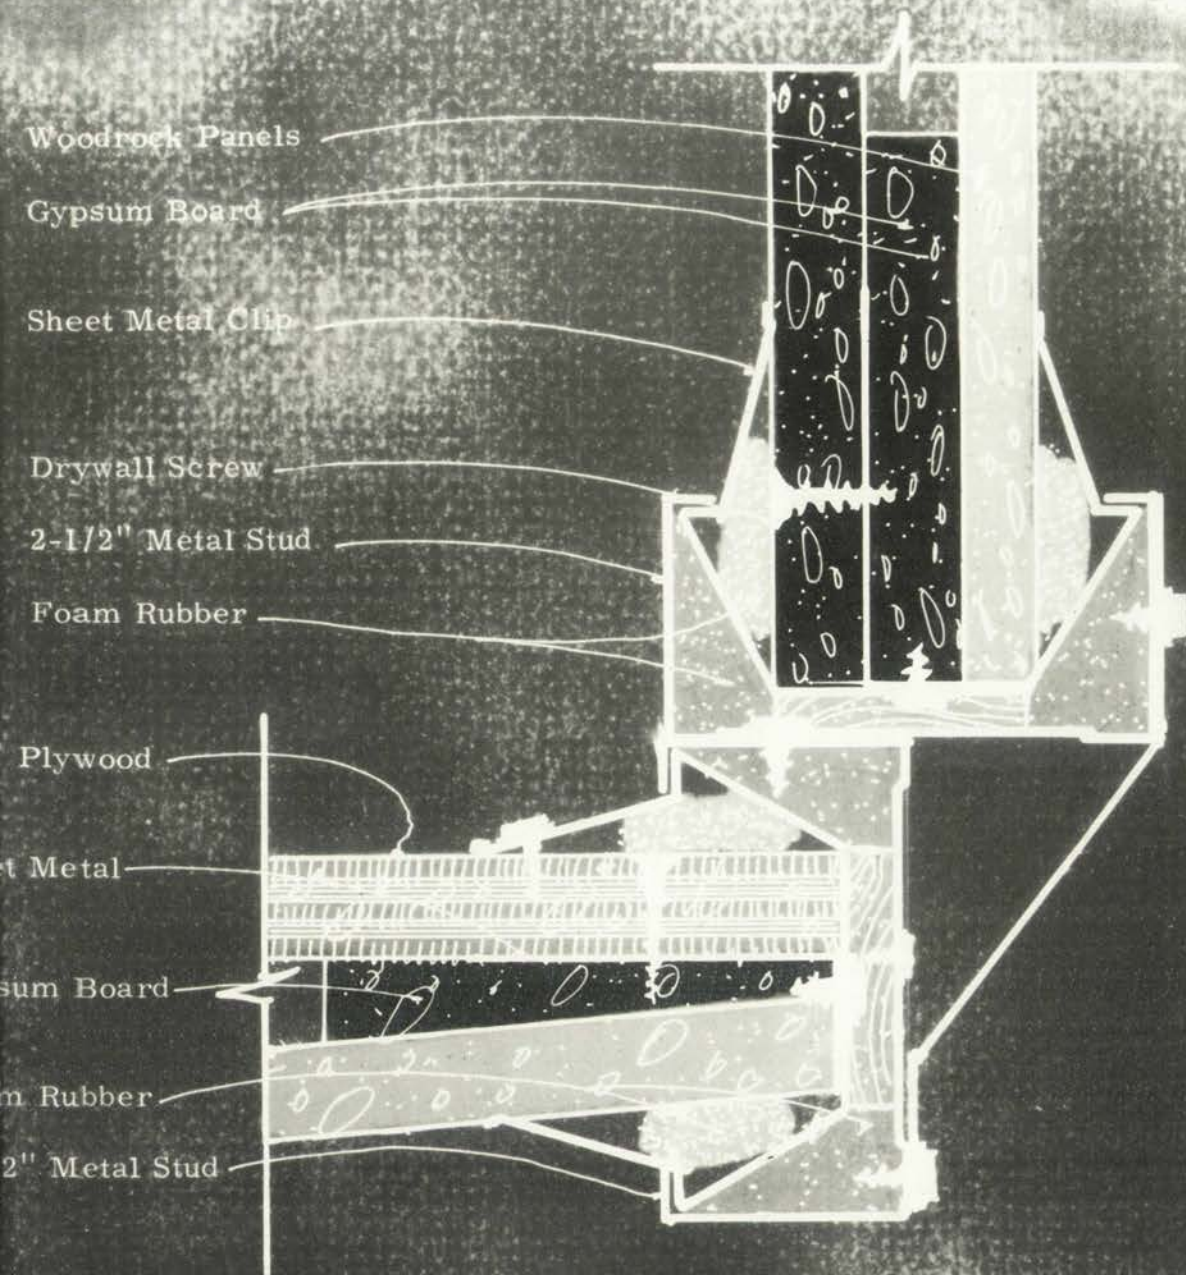 Woodrock Panels
Gypsum Board
Sheet Metal Clip
Drywall Screw
2-1/2" Metal Stud
Foam Rubber
Plywood
et Metal
sum Board
m Rubber
2" Metal Stud